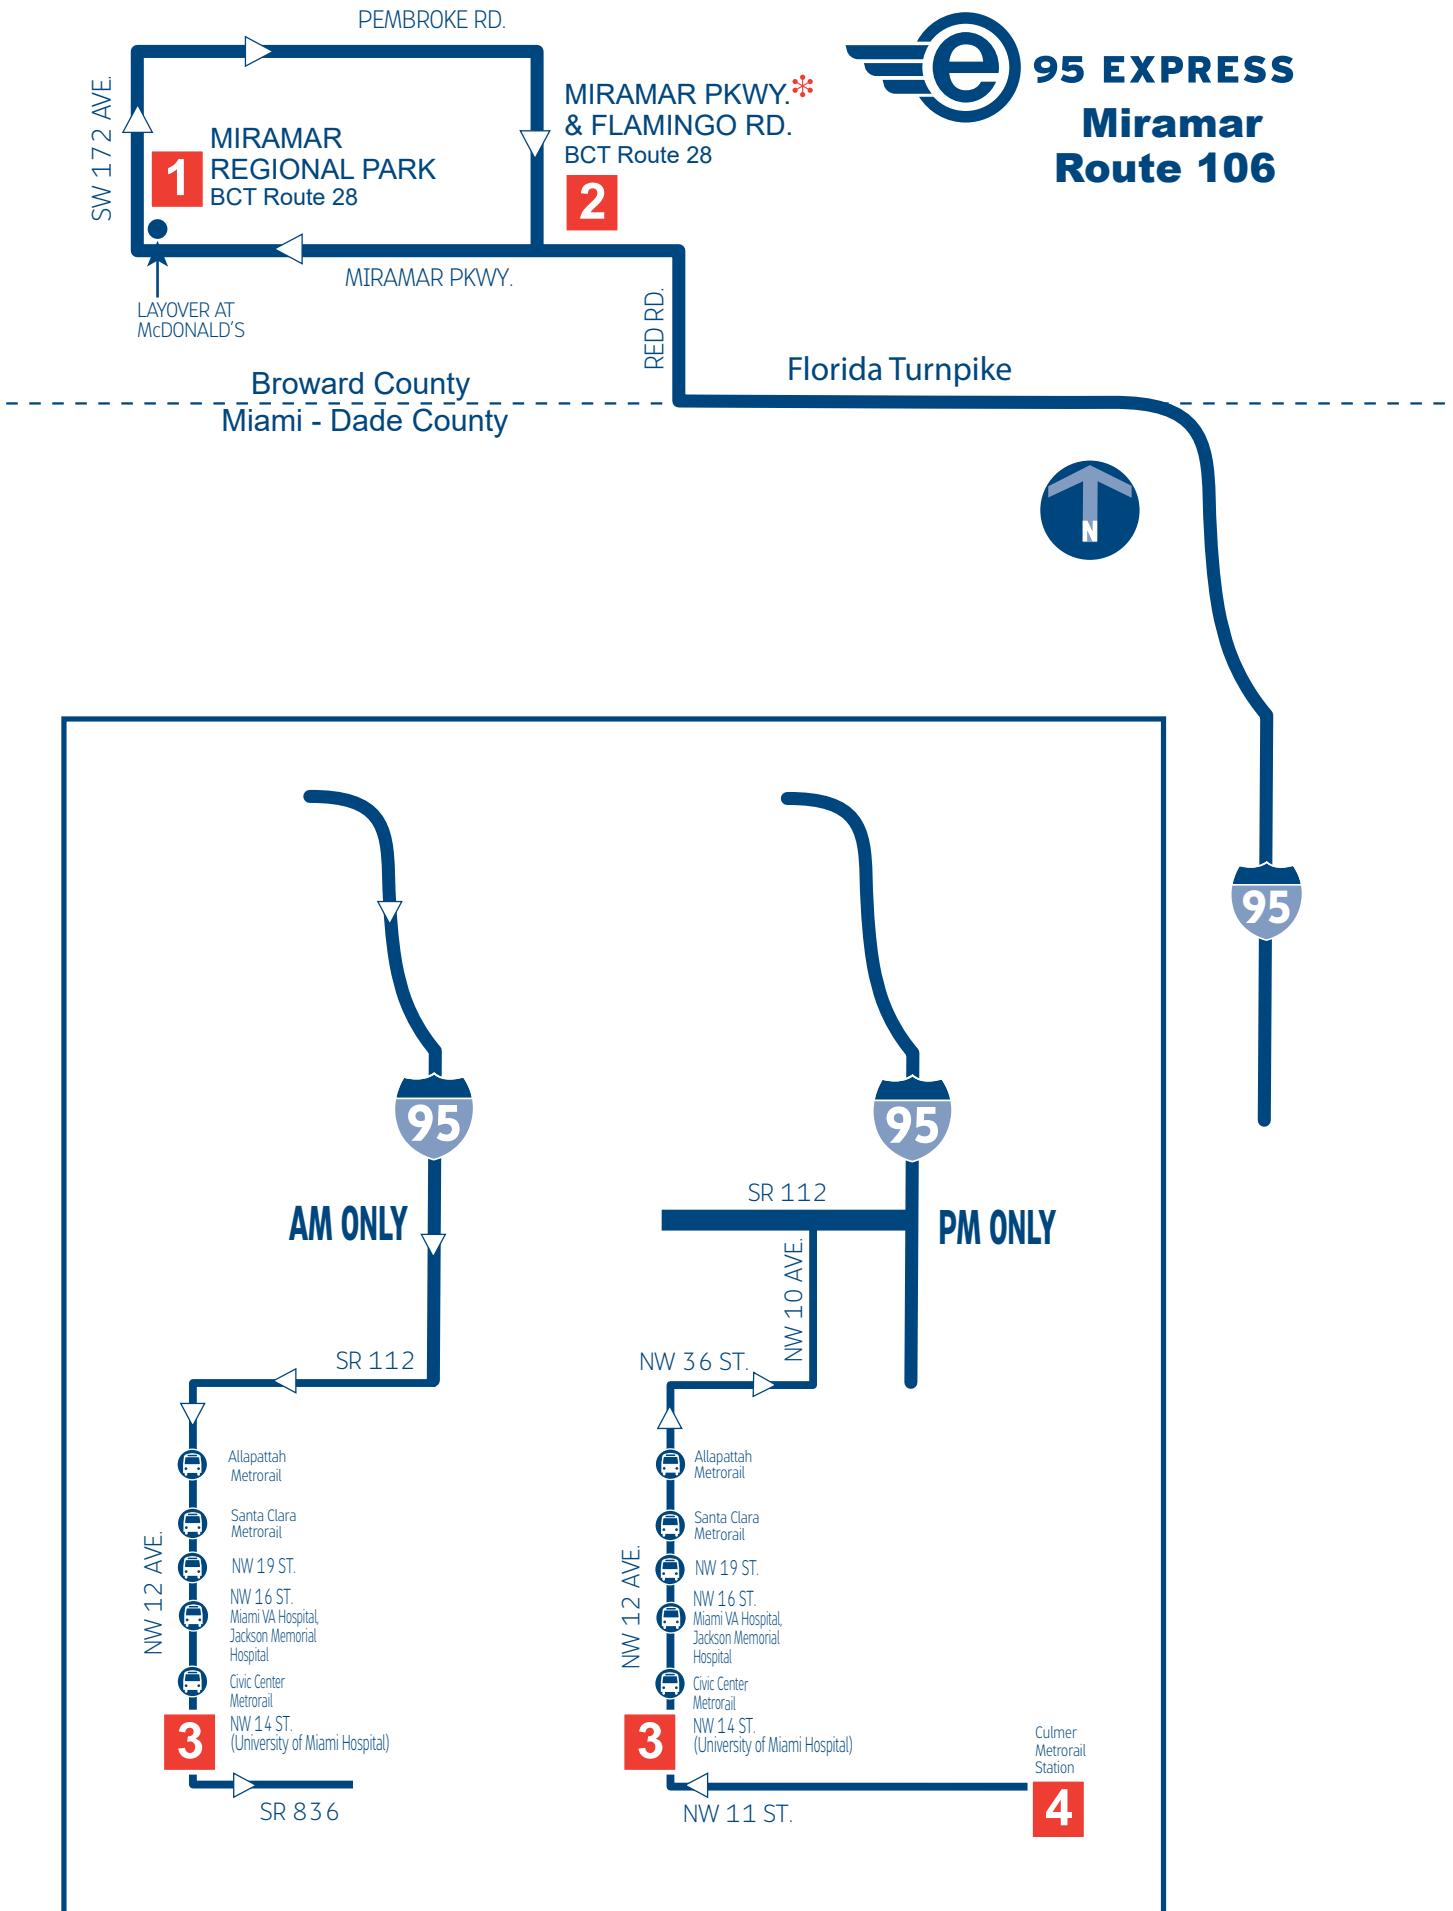 PEMBROKE RD.
e
95 EXPRESS
Miramar
Route 106
SW 172 AVE.
MIRAMAR PKWY.*
& FLAMINGO RD.
BCT Route 28
2
1
MIRAMAR
REGIONAL PARK
BCT Route 28
MIRAMAR PKWY.
LAYOVER AT
McDONALD'S
RED RD.
Florida Turnpike
Broward County
Miami - Dade County
N
95
95
95
AM ONLY
SR 112
PM ONLY
NW 10 AVE.
SR 112
NW 36 ST.
Allapattah
Metrorail
Santa Clara
Metrorail
NW 19 ST.
NW 16 ST.
Miami VA Hospital,
Jackson Memorial
Hospital
Civic Center
Metrorail
NW 12 AVE.
3
NW 14 ST.
(University of Miami Hospital)
SR 836
Allapattah
Metrorail
Santa Clara
Metrorail
NW 19 ST.
NW 16 ST.
Miami VA Hospital,
Jackson Memorial
Hospital
Civic Center
Metrorail
NW 12 AVE.
3
NW 14 ST.
(University of Miami Hospital)
NW 11 ST.
Culmer
Metrorail
Station
4